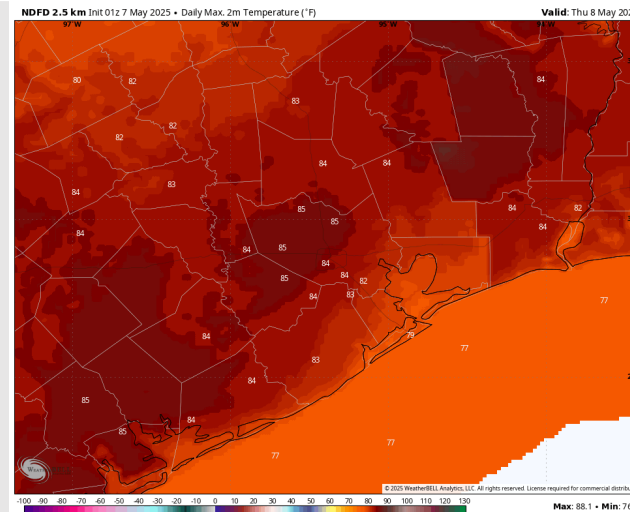 NDFD 2.5 km Init 01z 7 May 2025 • Daily Max. 2m Temperature (°F) Valid: Thu 8 May 202
97°W 96°W 95°W 94°W
80 82 84
83
82 82
84 84
84 83
85 84 82
84 85 84
84 85
84
85 84 82
84 83 77
79
84 77
83
84
85
84
85
77
77
© 2025 WeatherBELL Analytics, LLC. All rights reserved. License required for commercial distribu
-100 -90 -80 -70 -60 -50 -40 -30 -20 -10 0 10 20 30 40 50 60 70 80 90 100 110 120 130
Max: 88.1 • Min: 76